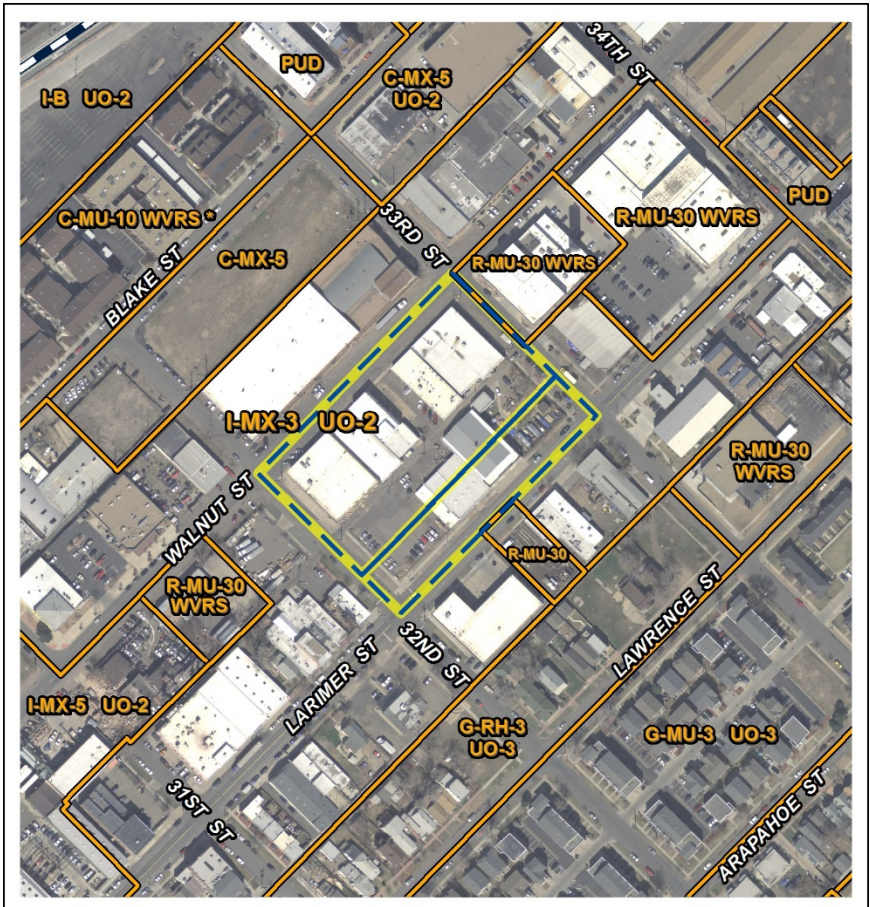 34TH ST
PUD
C-MX-5
UO-2
I-B UO-2
PUD
C-MU-10 WVRS *
R-MU-30 WVRS
33RD ST
C-MX-5
R-MU-30 WVRS
BLAKE ST
I-MX-3 UO-2
R-MU-30
WVRS
WALNUT ST
R-MU-30
R-MU-30
WVRS
LAWRENCE ST
32ND ST
LARIMER ST
I-MX-5 UO-2
G-RH-3
UO-3
G-MU-3 UO-3
31ST ST
ARAPAHOE ST